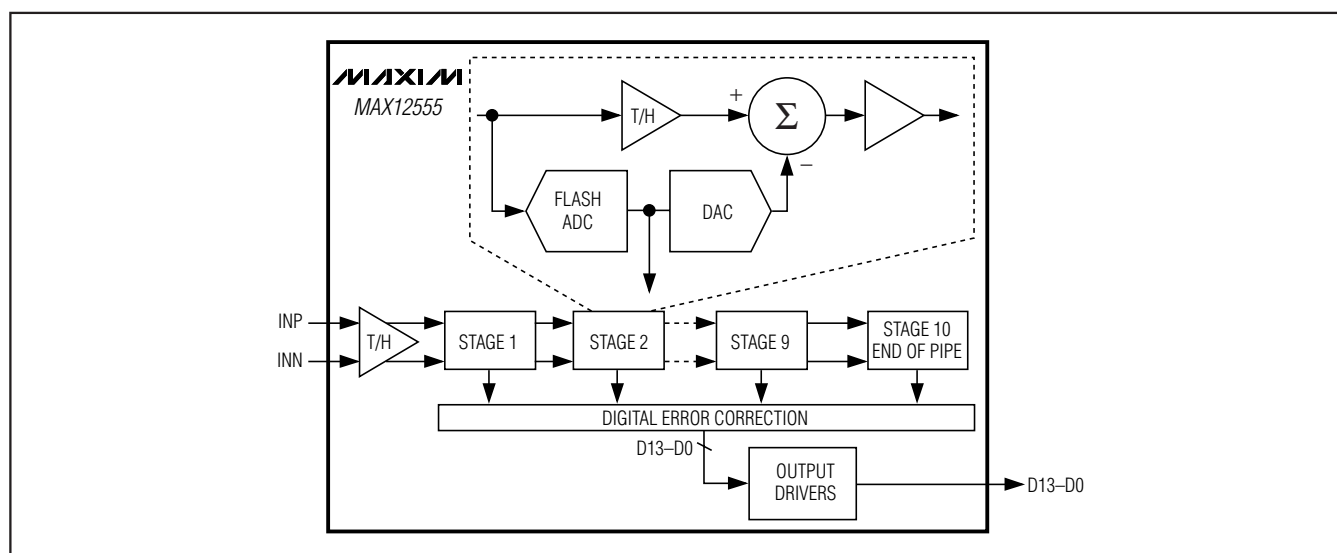 MAXIM
MAX12555
T/H
+
Σ
−
FLASH
ADC
DAC
INP
INN
T/H
STAGE 1
STAGE 2
STAGE 9
STAGE 10
END OF PIPE
DIGITAL ERROR CORRECTION
D13–D0
OUTPUT
DRIVERS
D13–D0